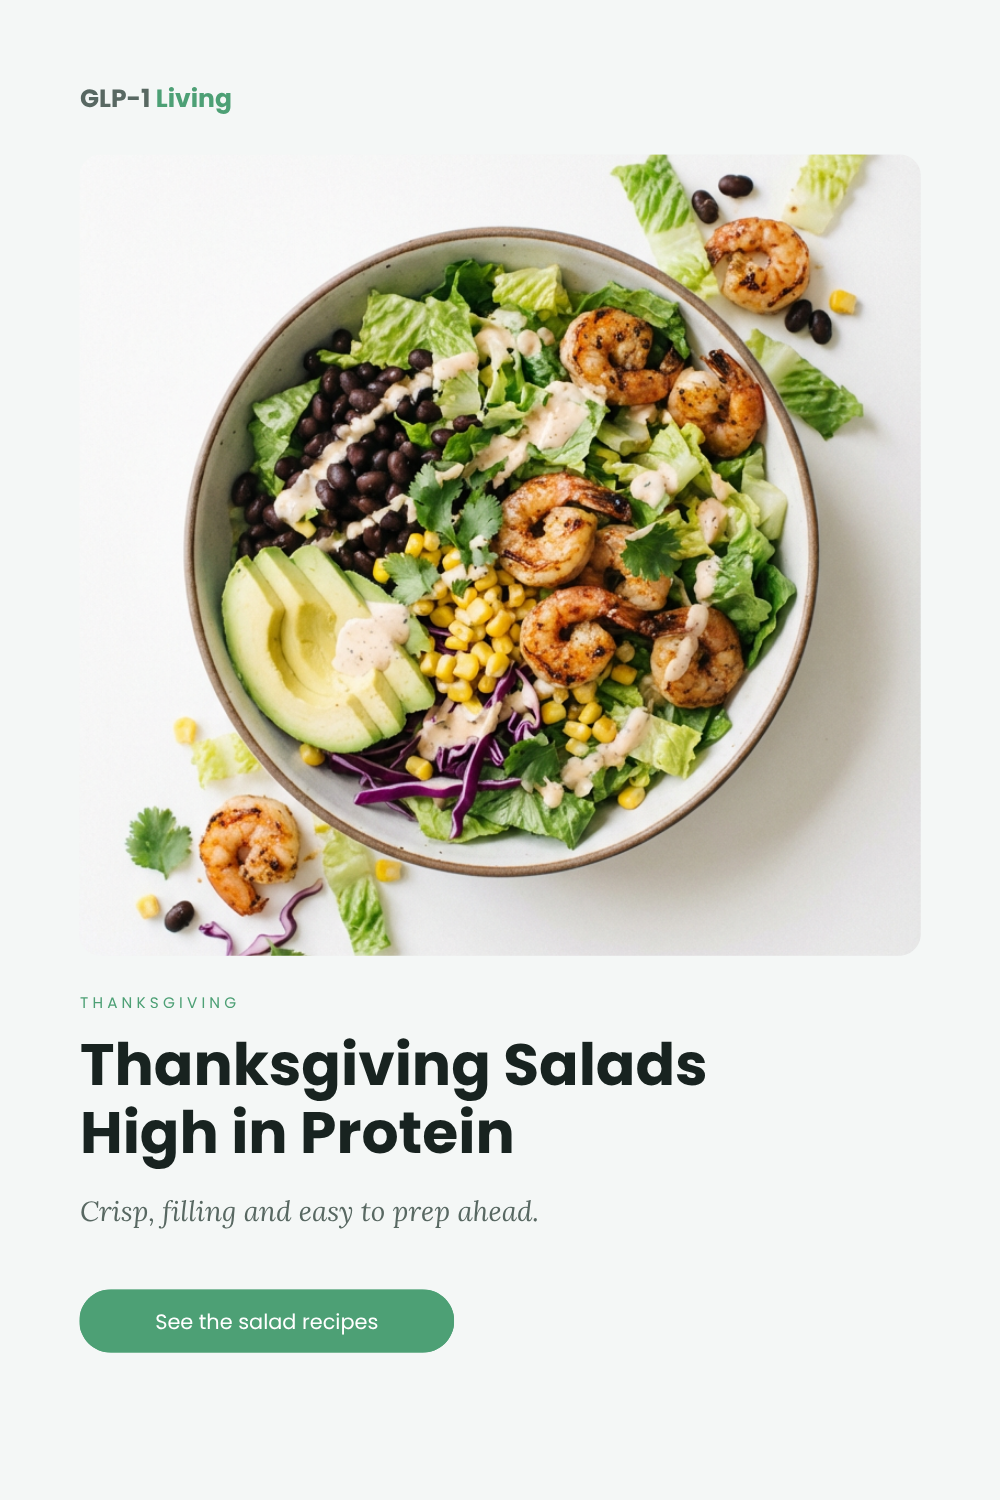 GLP-1 Living
THANKSGIVING
Thanksgiving Salads
High in Protein
Crisp, filling and easy to prep ahead.
See the salad recipes